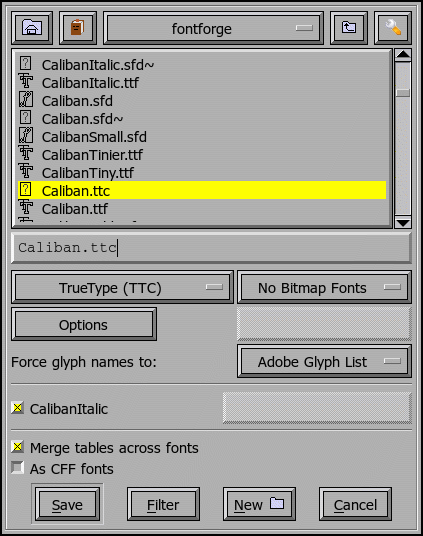 fontforge
CalibanItalic.sfd~
CalibanItalic.ttf
Caliban.sfd
Caliban.sfd~
CalibanSmall.sfd
CalibanTinier.ttf
CalibanTiny.ttf
Caliban.ttc
Caliban.ttf
Caliban.ttc
TrueType (TTC) No Bitmap Fonts
Options
Force glyph names to: Adobe Glyph List
CalibanItalic
Merge tables across fonts
As CFF fonts
Save Filter New Cancel